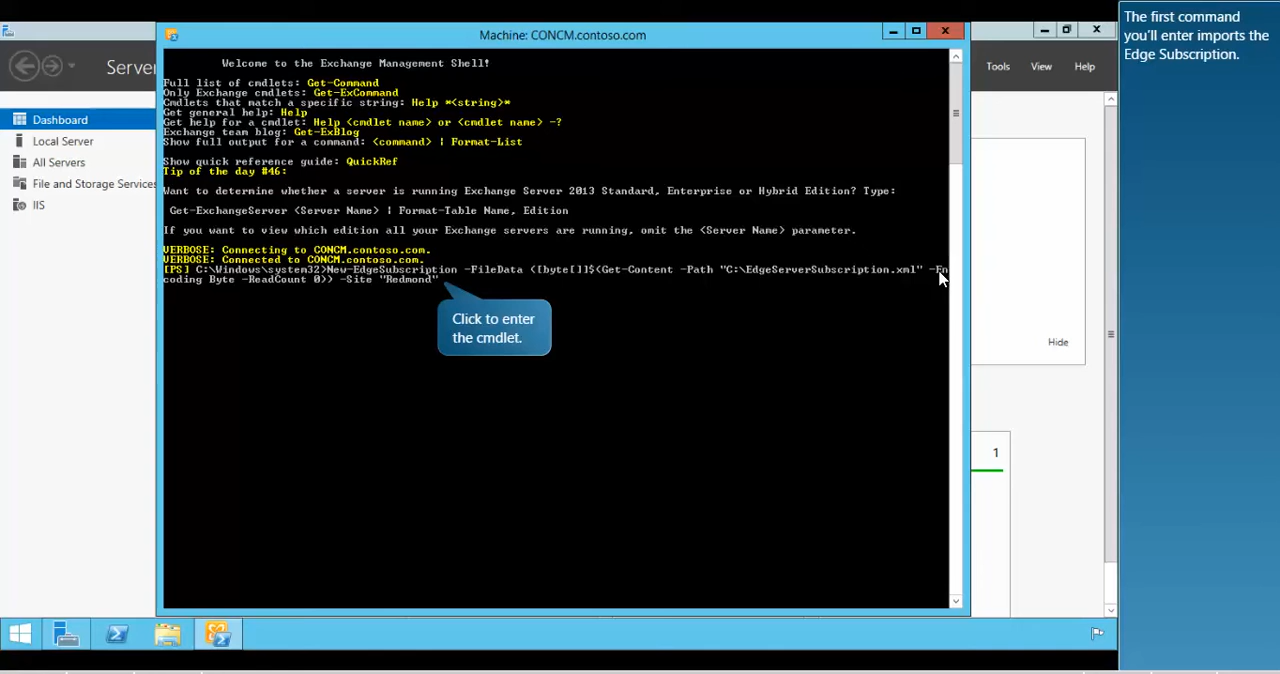 The first command
you'll enter imports the
Edge Subscription.
Machine: CONCM.contoso.com
Server
Tools
View
Help
Dashboard
Local Server
All Servers
File and Storage Services
IIS
Welcome to the Exchange Management Shell!
Full list of cmdlets: Get-Command
Only Exchange cmdlets: Get-ExCommand
Cmdlets that match a specific string: Help *<string>*
Get general help: Help
Get help for a cmdlet: Help <cmdlet name> or <cmdlet name> -?
Exchange team blog: Get-ExBlog
Show full output for a command: <command> | Format-List
Show quick reference guide: QuickRef
Tip of the day #46:
Want to determine whether a server is running Exchange Server 2013 Standard, Enterprise or Hybrid Edition? Type:
Get-ExchangeServer <Server Name> | Format-Table Name, Edition
If you want to view which edition all your Exchange servers are running, omit the <Server Name> parameter.
VERBOSE: Connecting to CONCM.contoso.com.
VERBOSE: Connected to CONCM.contoso.com.
[PS] C:\Windows\system32>New-EdgeSubscription -FileData ([byte[]]$(Get-Content -Path "C:\EdgeServerSubscription.xml" -En
coding Byte -ReadCount 0)) -Site "Redmond"
Click to enter
the cmdlet.
Hide
1